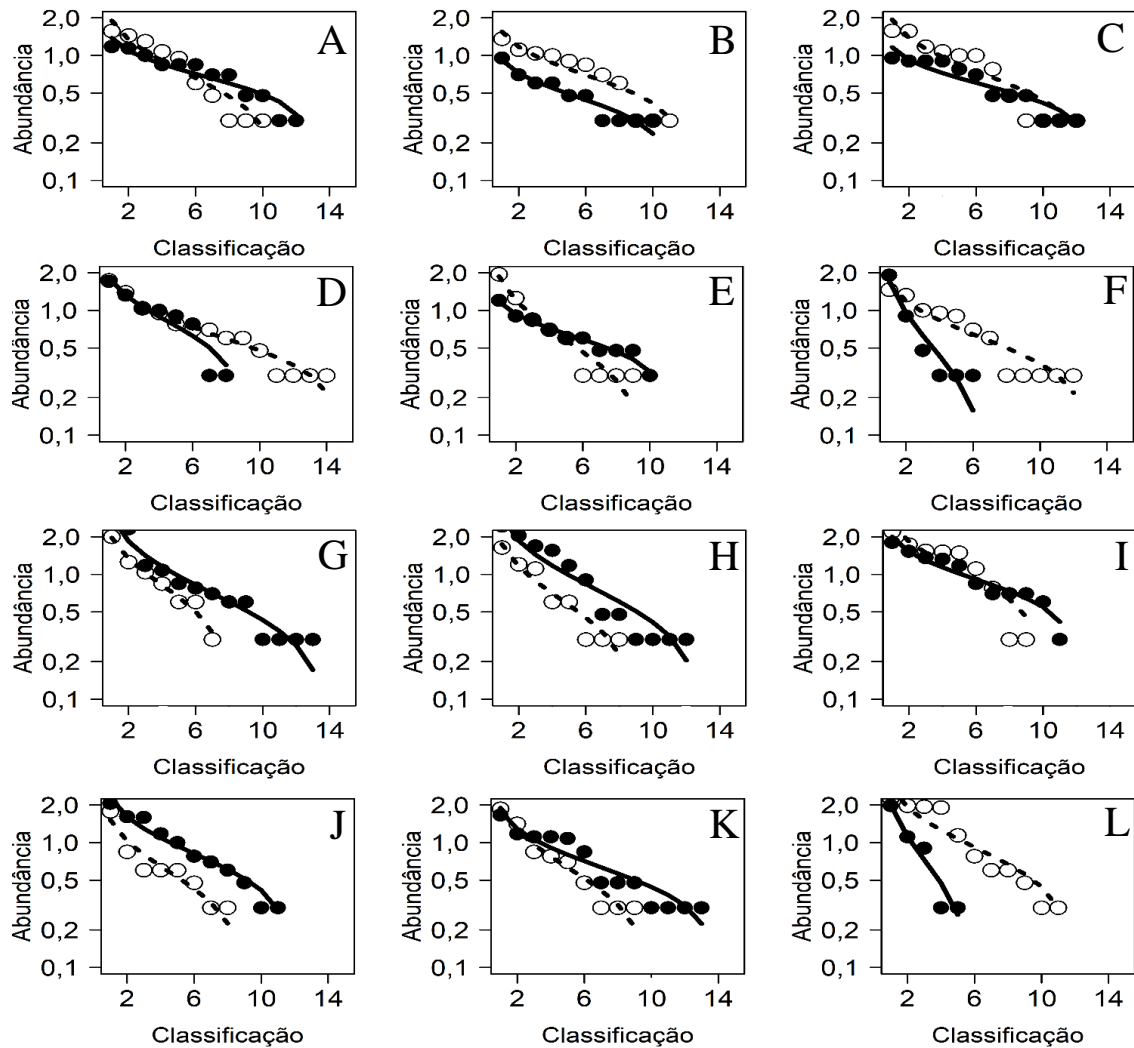 2,0 2,0 2,0
A B C
1,0 1,0 1,0
Abundância Abundância Abundância
0,5 0,5 0,5
0,2 0,2 0,2
0,1 0,1 0,1
2 6 10 14 2 6 10 14 2 6 10 14
Classificação Classificação Classificação
2,0 2,0 2,0
D E F
1,0 1,0 1,0
Abundância Abundância Abundância
0,5 0,5 0,5
0,2 0,2 0,2
0,1 0,1 0,1
2 6 10 14 2 6 10 14 2 6 10 14
Classificação Classificação Classificação
2,0 2,0 2,0
G H I
1,0 1,0 1,0
Abundância Abundância Abundância
0,5 0,5 0,5
0,2 0,2 0,2
0,1 0,1 0,1
2 6 10 14 2 6 10 14 2 6 10 14
Classificação Classificação Classificação
2,0 2,0 2,0
J K L
1,0 1,0 1,0
Abundância Abundância Abundância
0,5 0,5 0,5
0,2 0,2 0,2
0,1 0,1 0,1
2 6 10 14 2 6 10 14 2 6 10 14
Classificação Classificação Classificação